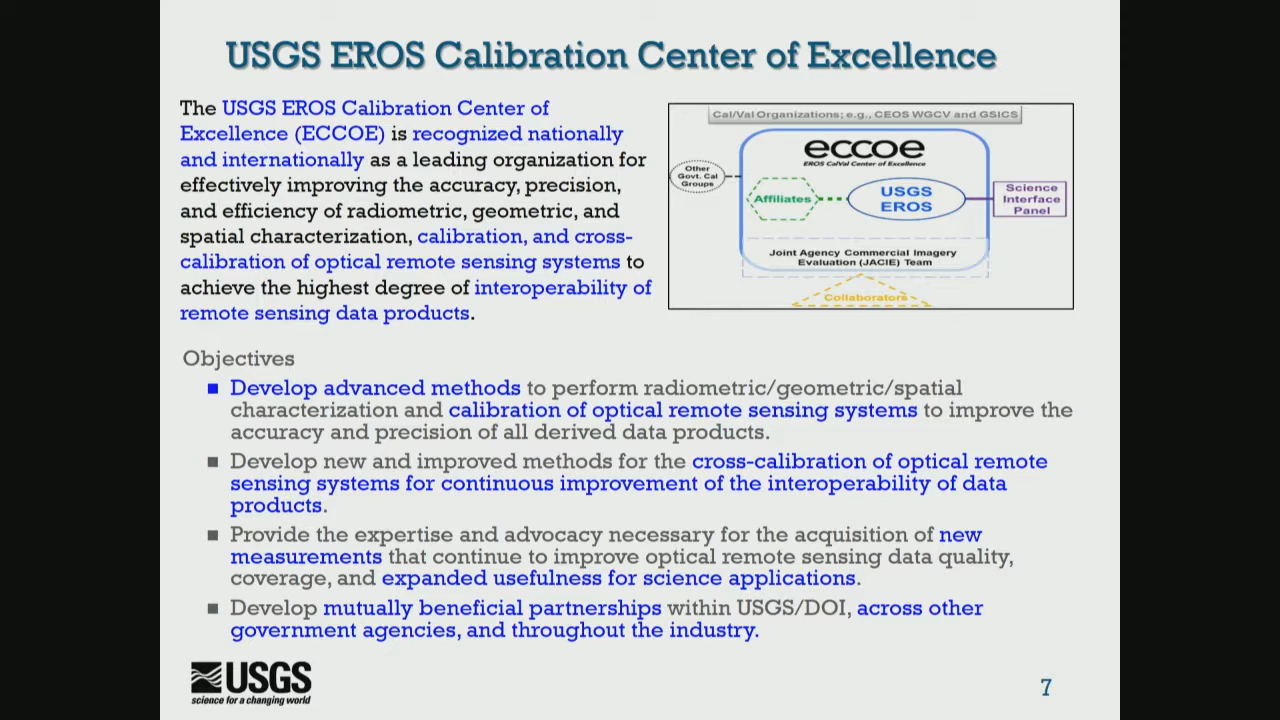 USGS EROS Calibration Center of Excellence
The USGS EROS Calibration Center of
Excellence (ECCOE) is recognized nationally
and internationally as a leading organization for
effectively improving the accuracy, precision,
and efficiency of radiometric, geometric, and
spatial characterization, calibration, and cross-
calibration of optical remote sensing systems to
achieve the highest degree of interoperability of
remote sensing data products.
Cal/Val Organizations; e.g., CEOS WGCV and GSICS
eccoe
EROS CalVal Center of Excellence
Other
Govt. Cal
Groups
Affiliates
USGS
EROS
Science
Interface
Panel
Joint Agency Commercial Imagery
Evaluation (JACIE) Team
Collaborators
Objectives
Develop advanced methods to perform radiometric/geometric/spatial
characterization and calibration of optical remote sensing systems to improve the
accuracy and precision of all derived data products.
Develop new and improved methods for the cross-calibration of optical remote
sensing systems for continuous improvement of the interoperability of data
products.
Provide the expertise and advocacy necessary for the acquisition of new
measurements that continue to improve optical remote sensing data quality,
coverage, and expanded usefulness for science applications.
Develop mutually beneficial partnerships within USGS/DOI, across other
government agencies, and throughout the industry.
USGS
science for a changing world
7